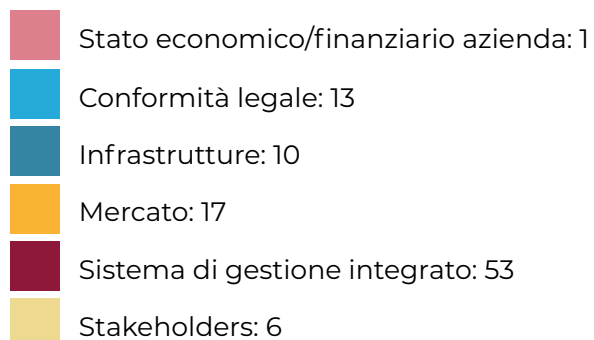 Stato economico/finanziario azienda: 1
Conformità legale: 13
Infrastrutture: 10
Mercato: 17
Sistema di gestione integrato: 53
Stakeholders: 6